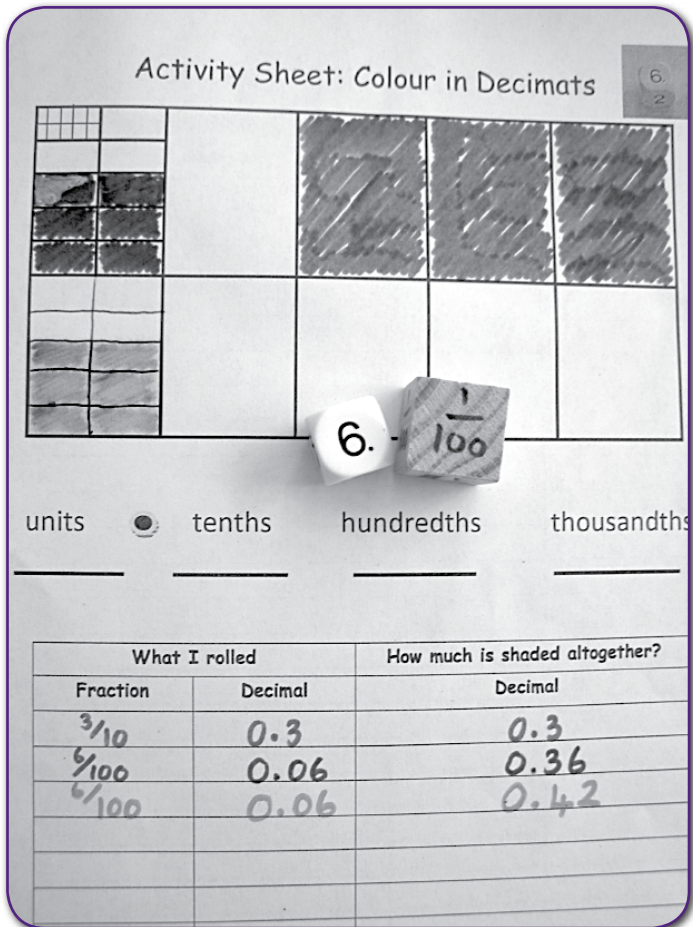 Activity Sheet: Colour in Decimats
6.
2
6.
1
100
units tenths hundredths thousandths
What I rolled How much is shaded altogether?
Fraction Decimal Decimal
3/10 0.3 0.3
6/100 0.06 0.36
6/100 0.06 0.42